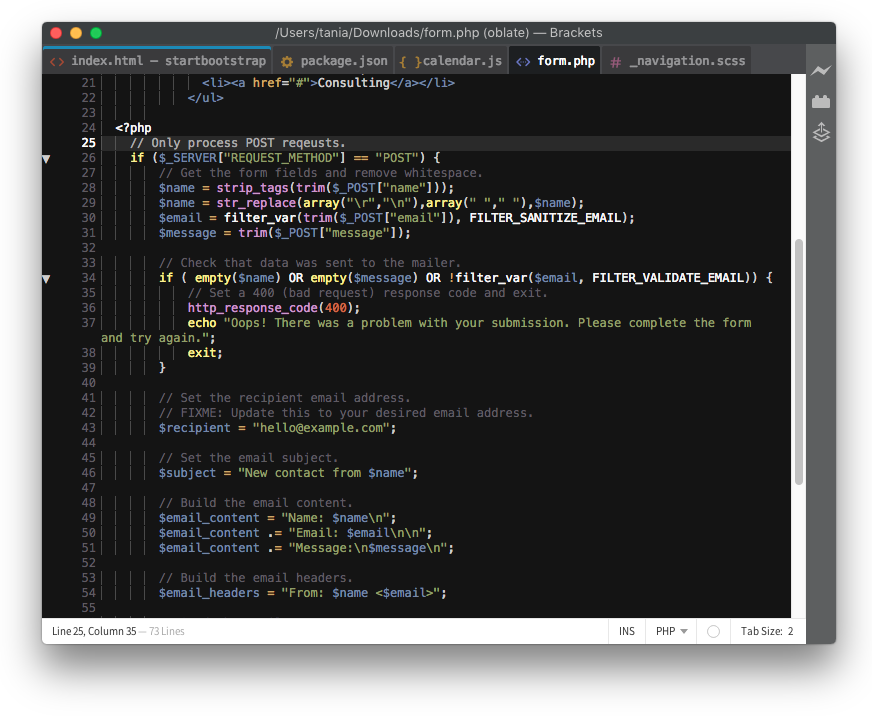 /Users/tania/Downloads/form.php (oblate) — Brackets
<> index.html — startbootstrap package.json { } calendar.js <> form.php # _navigation.scss
21 <li><a href="#">Consulting</a></li>
22 </ul>
23
24 <?php
25 // Only process POST reqeusts.
26 if ($_SERVER["REQUEST_METHOD"] == "POST") {
27 // Get the form fields and remove whitespace.
28 $name = strip_tags(trim($_POST["name"]));
29 $name = str_replace(array("\r","\n"),array(" "," "),$name);
30 $email = filter_var(trim($_POST["email"]), FILTER_SANITIZE_EMAIL);
31 $message = trim($_POST["message"]);
32
33 // Check that data was sent to the mailer.
34 if ( empty($name) OR empty($message) OR !filter_var($email, FILTER_VALIDATE_EMAIL)) {
35 // Set a 400 (bad request) response code and exit.
36 http_response_code(400);
37 echo "Oops! There was a problem with your submission. Please complete the form
and try again.";
38 exit;
39 }
40
41 // Set the recipient email address.
42 // FIXME: Update this to your desired email address.
43 $recipient = "hello@example.com";
44
45 // Set the email subject.
46 $subject = "New contact from $name";
47
48 // Build the email content.
49 $email_content = "Name: $name\n";
50 $email_content .= "Email: $email\n\n";
51 $email_content .= "Message:\n$message\n";
52
53 // Build the email headers.
54 $email_headers = "From: $name <$email>";
55
Line 25, Column 35 — 73 Lines INS PHP Tab Size: 2